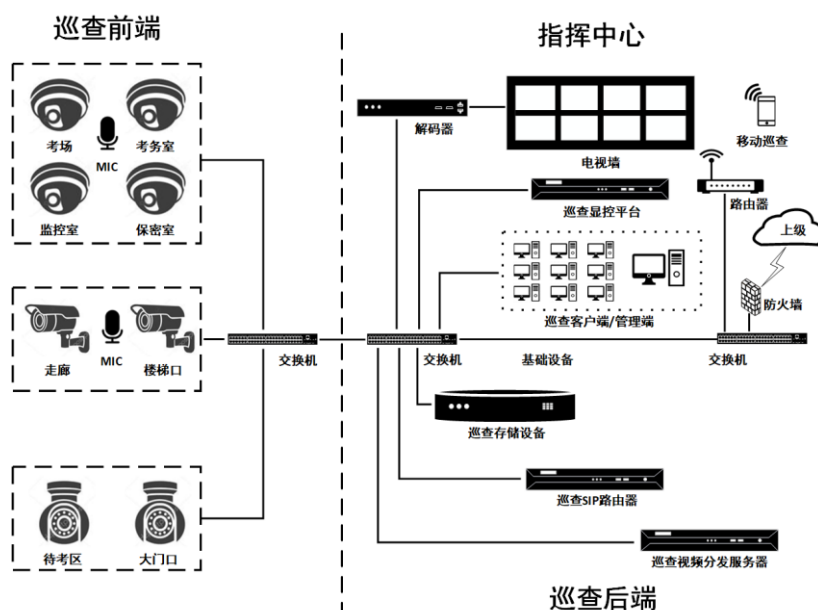 巡查前端
指挥中心
考场
MIC
考务室
监控室
保密室
走廊
MIC
楼梯口
待考区
大门口
交换机
解码器
电视墙
移动巡查
巡查显控平台
路由器
上级
防火墙
巡查客户端/管理端
交换机
基础设备
交换机
巡查存储设备
巡查SIP路由器
巡查视频分发服务器
巡查后端